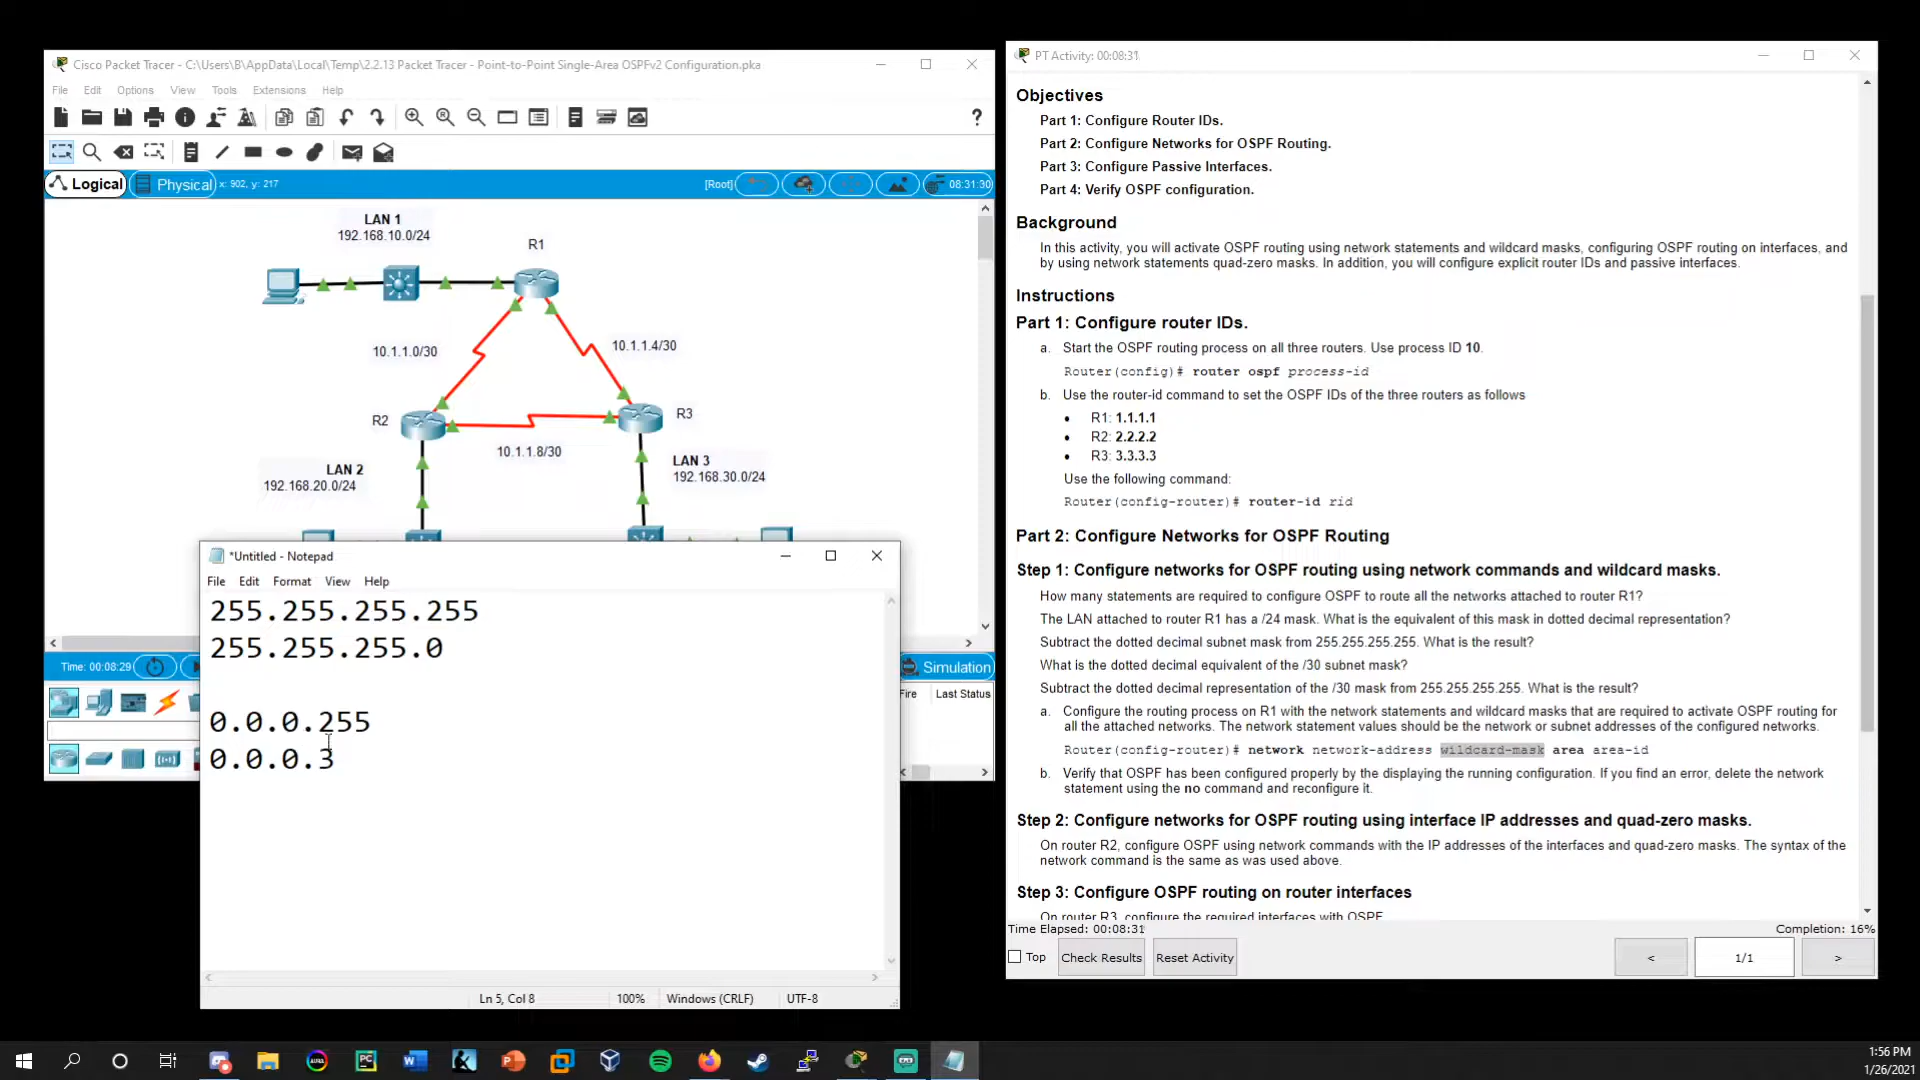 Cisco Packet Tracer - C:\Users\B\AppData\Local\Temp\2.2.13 Packet Tracer - Point-to-Point Single-Area OSPFv2 Configuration.pka
File Edit Options View Tools Extensions Help
?
Logical Physical x: 902, y: 217 [Root] 08:31:30
LAN 1
192.168.10.0/24
R1
10.1.1.0/30
10.1.1.4/30
R2
R3
10.1.1.8/30
LAN 2
192.168.20.0/24
LAN 3
192.168.30.0/24
Time: 00:08:29
Simulation
Fire Last Status
*Untitled - Notepad
File Edit Format View Help
255.255.255.255
255.255.255.0
0.0.0.255
0.0.0.3
Ln 5, Col 8 100% Windows (CRLF) UTF-8
PT Activity: 00:08:31
Objectives
Part 1: Configure Router IDs.
Part 2: Configure Networks for OSPF Routing.
Part 3: Configure Passive Interfaces.
Part 4: Verify OSPF configuration.
Background
In this activity, you will activate OSPF routing using network statements and wildcard masks, configuring OSPF routing on interfaces, and
by using network statements quad-zero masks. In addition, you will configure explicit router IDs and passive interfaces.
Instructions
Part 1: Configure router IDs.
a. Start the OSPF routing process on all three routers. Use process ID 10.
Router(config)# router ospf process-id
b. Use the router-id command to set the OSPF IDs of the three routers as follows
• R1: 1.1.1.1
• R2: 2.2.2.2
• R3: 3.3.3.3
Use the following command:
Router(config-router)# router-id rid
Part 2: Configure Networks for OSPF Routing
Step 1: Configure networks for OSPF routing using network commands and wildcard masks.
How many statements are required to configure OSPF to route all the networks attached to router R1?
The LAN attached to router R1 has a /24 mask. What is the equivalent of this mask in dotted decimal representation?
Subtract the dotted decimal subnet mask from 255.255.255.255. What is the result?
What is the dotted decimal equivalent of the /30 subnet mask?
Subtract the dotted decimal representation of the /30 mask from 255.255.255.255. What is the result?
a. Configure the routing process on R1 with the network statements and wildcard masks that are required to activate OSPF routing for
all the attached networks. The network statement values should be the network or subnet addresses of the configured networks.
Router(config-router)# network network-address wildcard-mask area area-id
b. Verify that OSPF has been configured properly by the displaying the running configuration. If you find an error, delete the network
statement using the no command and reconfigure it.
Step 2: Configure networks for OSPF routing using interface IP addresses and quad-zero masks.
On router R2, configure OSPF using network commands with the IP addresses of the interfaces and quad-zero masks. The syntax of the
network command is the same as was used above.
Step 3: Configure OSPF routing on router interfaces
On router R3, configure the required interfaces with OSPF.
Time Elapsed: 00:08:31 Completion: 16%
Top Check Results Reset Activity < 1/1 >
1:56 PM
1/26/2021